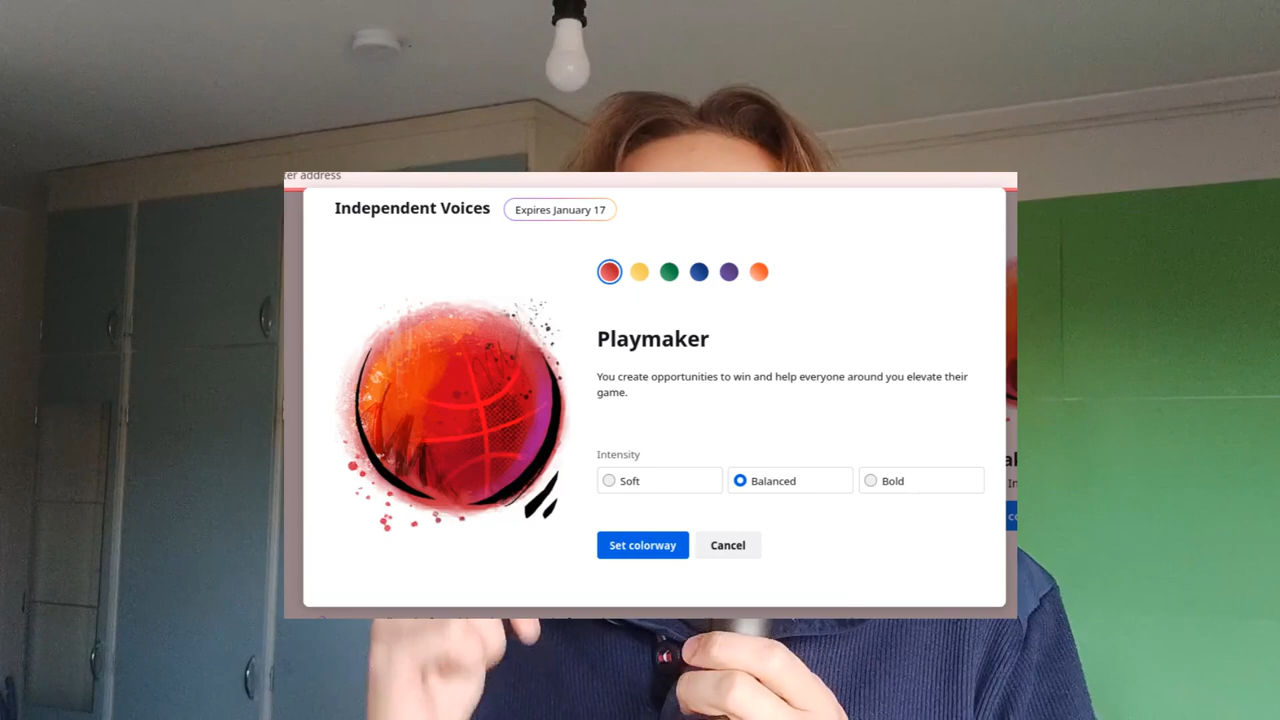 ter address
Independent Voices
Expires January 17
Playmaker
You create opportunities to win and help everyone around you elevate their
game.
Intensity
Soft
Balanced
Bold
Set colorway
Cancel